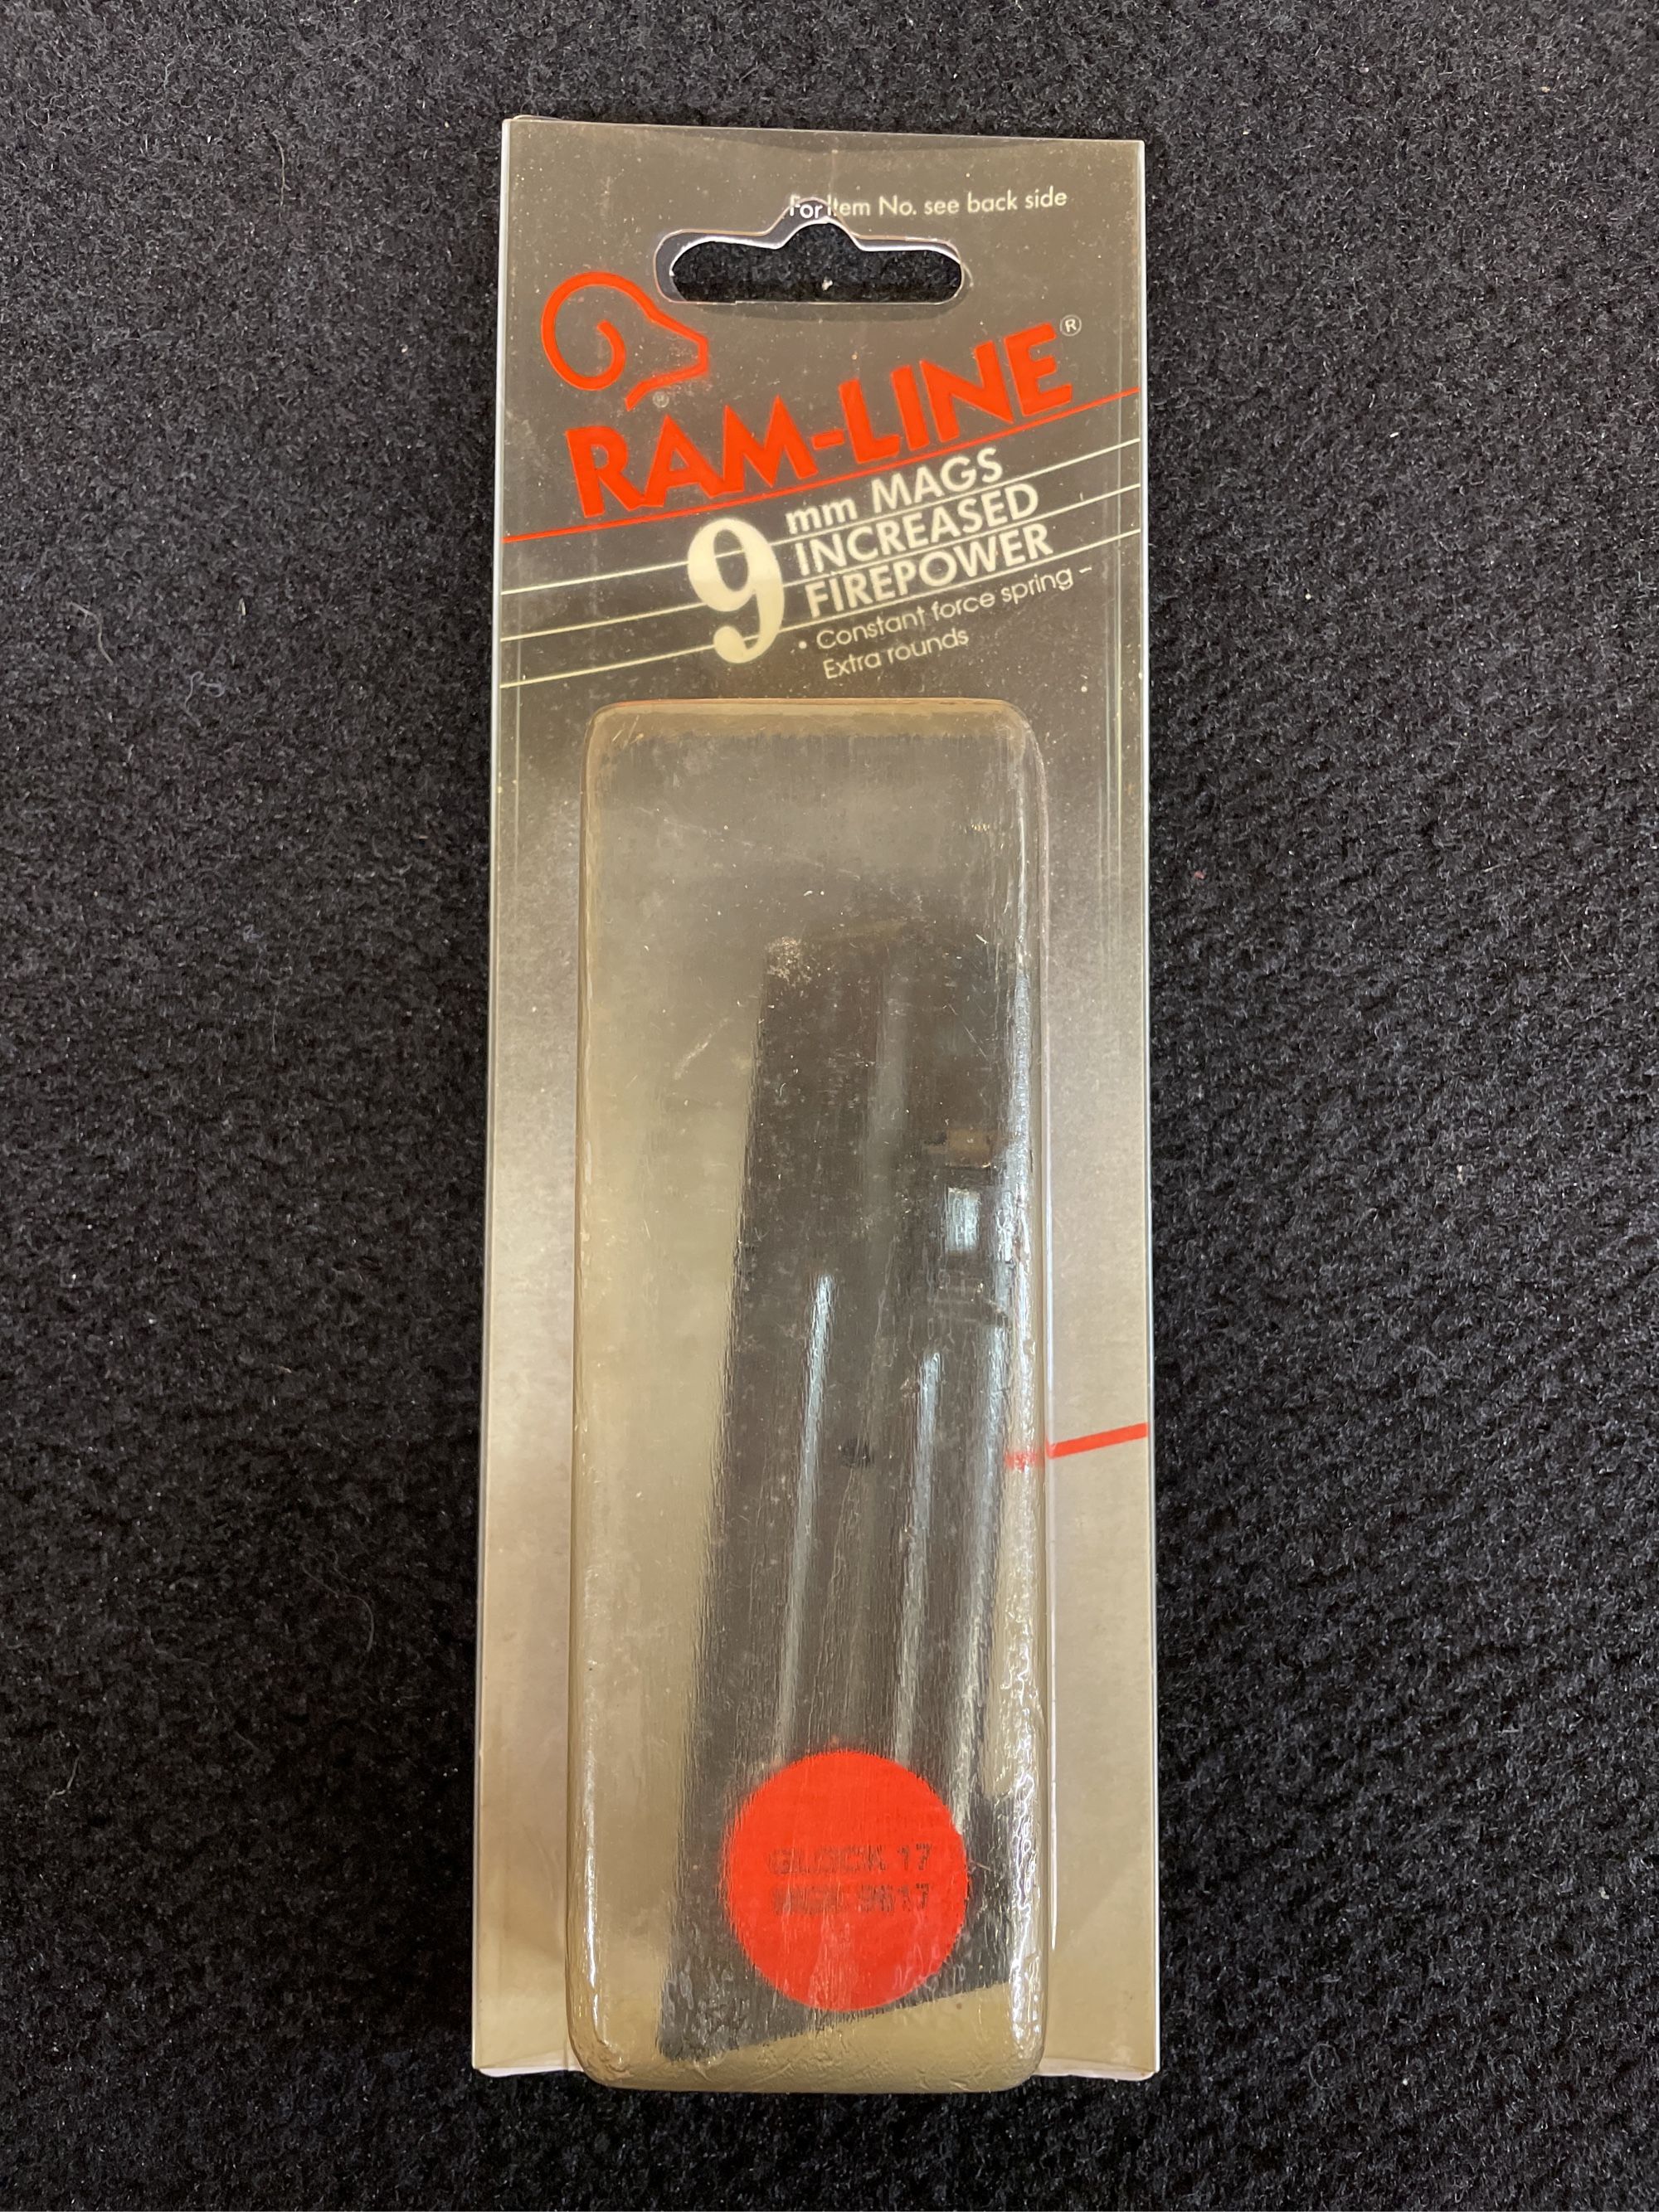 For Item No. see back side
RAM-LINE®
9
mm MAGS
INCREASED
FIREPOWER
• Constant force spring –
Extra rounds
GLOCK 17